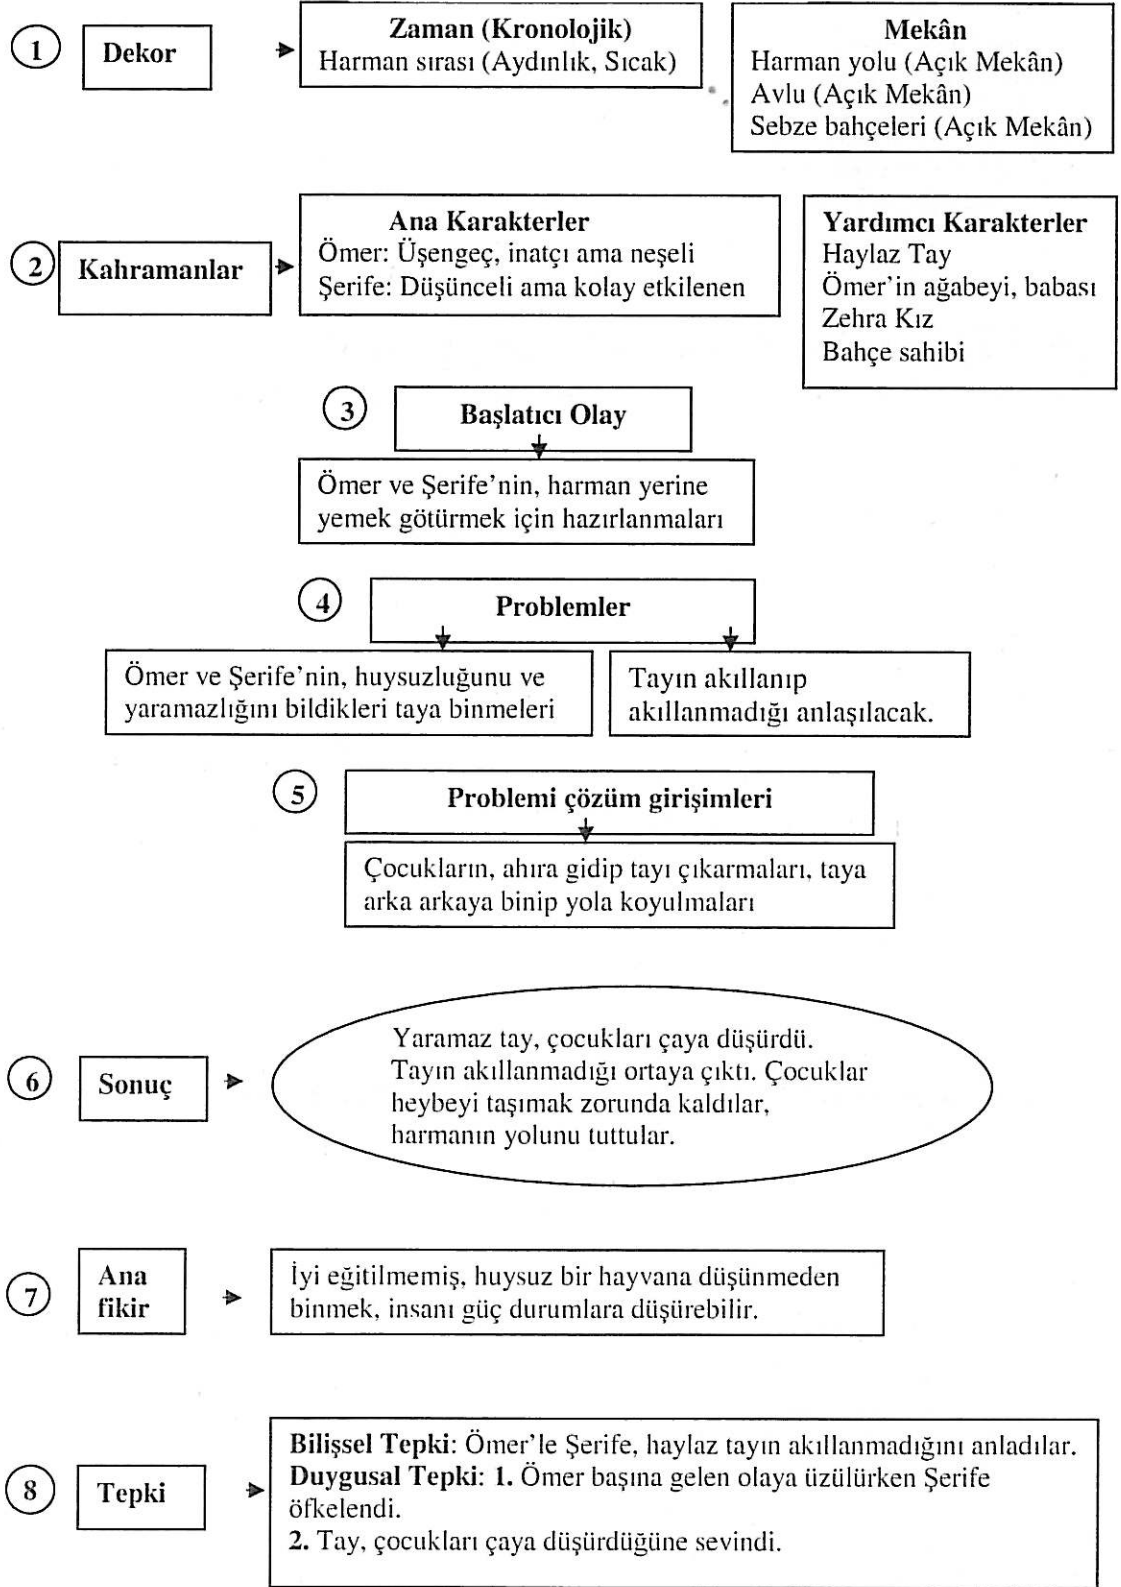 1
Dekor
Zaman (Kronolojik)
Harman sırası (Aydınlık, Sıcak)
Mekân
Harman yolu (Açık Mekân)
Avlu (Açık Mekân)
Sebze bahçeleri (Açık Mekân)
2
Kahramanlar
Ana Karakterler
Ömer: Üşengeç, inatçı ama neşeli
Şerife: Düşünceli ama kolay etkilenen
Yardımcı Karakterler
Haylaz Tay
Ömer'in ağabeyi, babası
Zehra Kız
Bahçe sahibi
3
Başlatıcı Olay
Ömer ve Şerife'nin, harman yerine
yemek götürmek için hazırlanmaları
4
Problemler
Ömer ve Şerife'nin, huysuzluğunu ve
yaramazlığını bildikleri taya binmeleri
Tayın akıllanıp
akıllanmadığı anlaşılacak.
5
Problemi çözüm girişimleri
Çocukların, ahıra gidip tayı çıkarmaları, taya
arka arkaya binip yola koyulmaları
6
Sonuç
Yaramaz tay, çocukları çaya düşürdü.
Tayın akıllanmadığı ortaya çıktı. Çocuklar
heybeyi taşımak zorunda kaldılar,
harmanın yolunu tuttular.
7
Ana
fikir
İyi eğitilmemiş, huysuz bir hayvana düşünmeden
binmek, insanı güç durumlara düşürebilir.
8
Tepki
Bilişsel Tepki: Ömer'le Şerife, haylaz tayın akıllanmadığını anladılar.
Duygusal Tepki: 1. Ömer başına gelen olaya üzülürken Şerife
öfkelendi.
2. Tay, çocukları çaya düşürdüğüne sevindi.